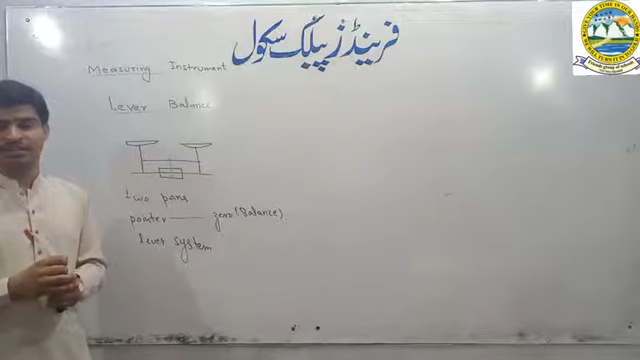 فرینڈز پبلک سکول
Measuring Instrument
Lever Balance
two pans
pointer —— zero (Balance).
lever system